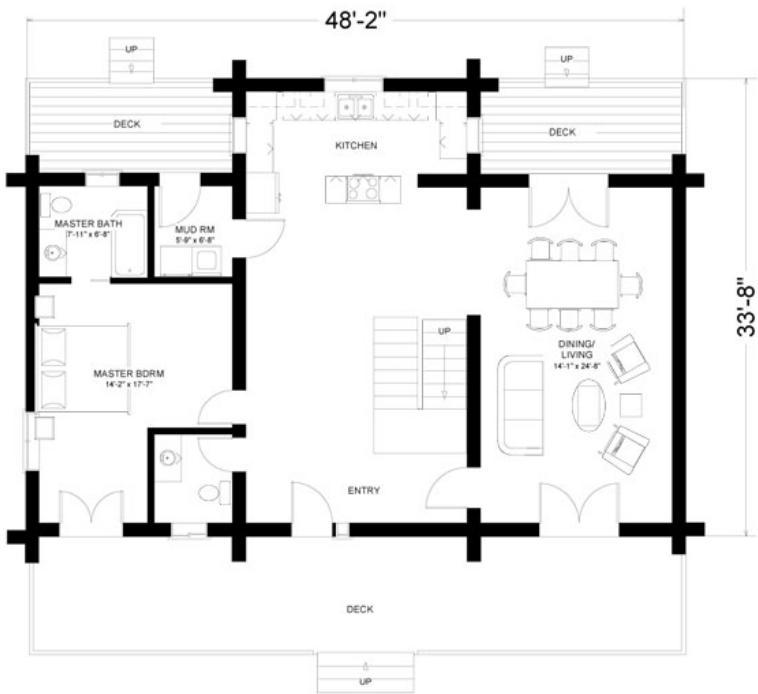 48'-2"
UP
UP
DECK
DECK
KITCHEN
MASTER BATH
7'-11" x 6'-8"
MUD RM
5'-9" x 6'-8"
33'-8"
UP
DINING/
LIVING
14'-1" x 24'-8"
MASTER BDRM
14'-2" x 17'-7"
ENTRY
DECK
UP